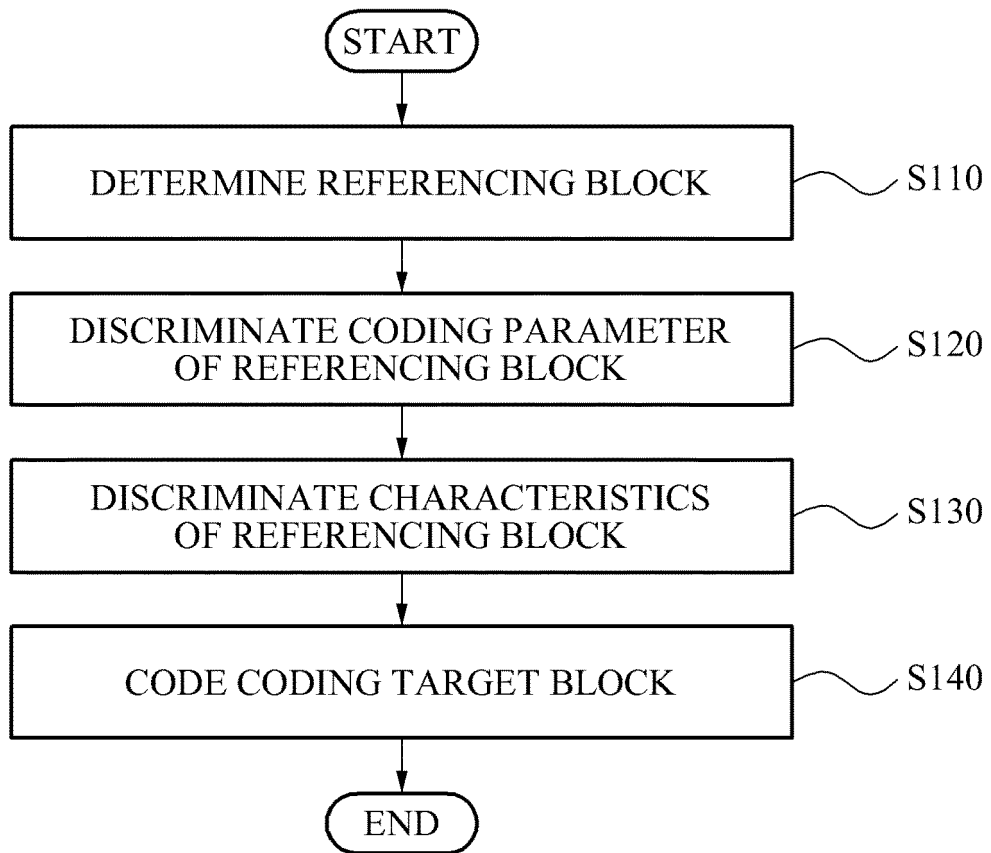 START
DETERMINE REFERENCING BLOCK
S110
DISCRIMINATE CODING PARAMETER
OF REFERENCING BLOCK
S120
DISCRIMINATE CHARACTERISTICS
OF REFERENCING BLOCK
S130
CODE CODING TARGET BLOCK
S140
END